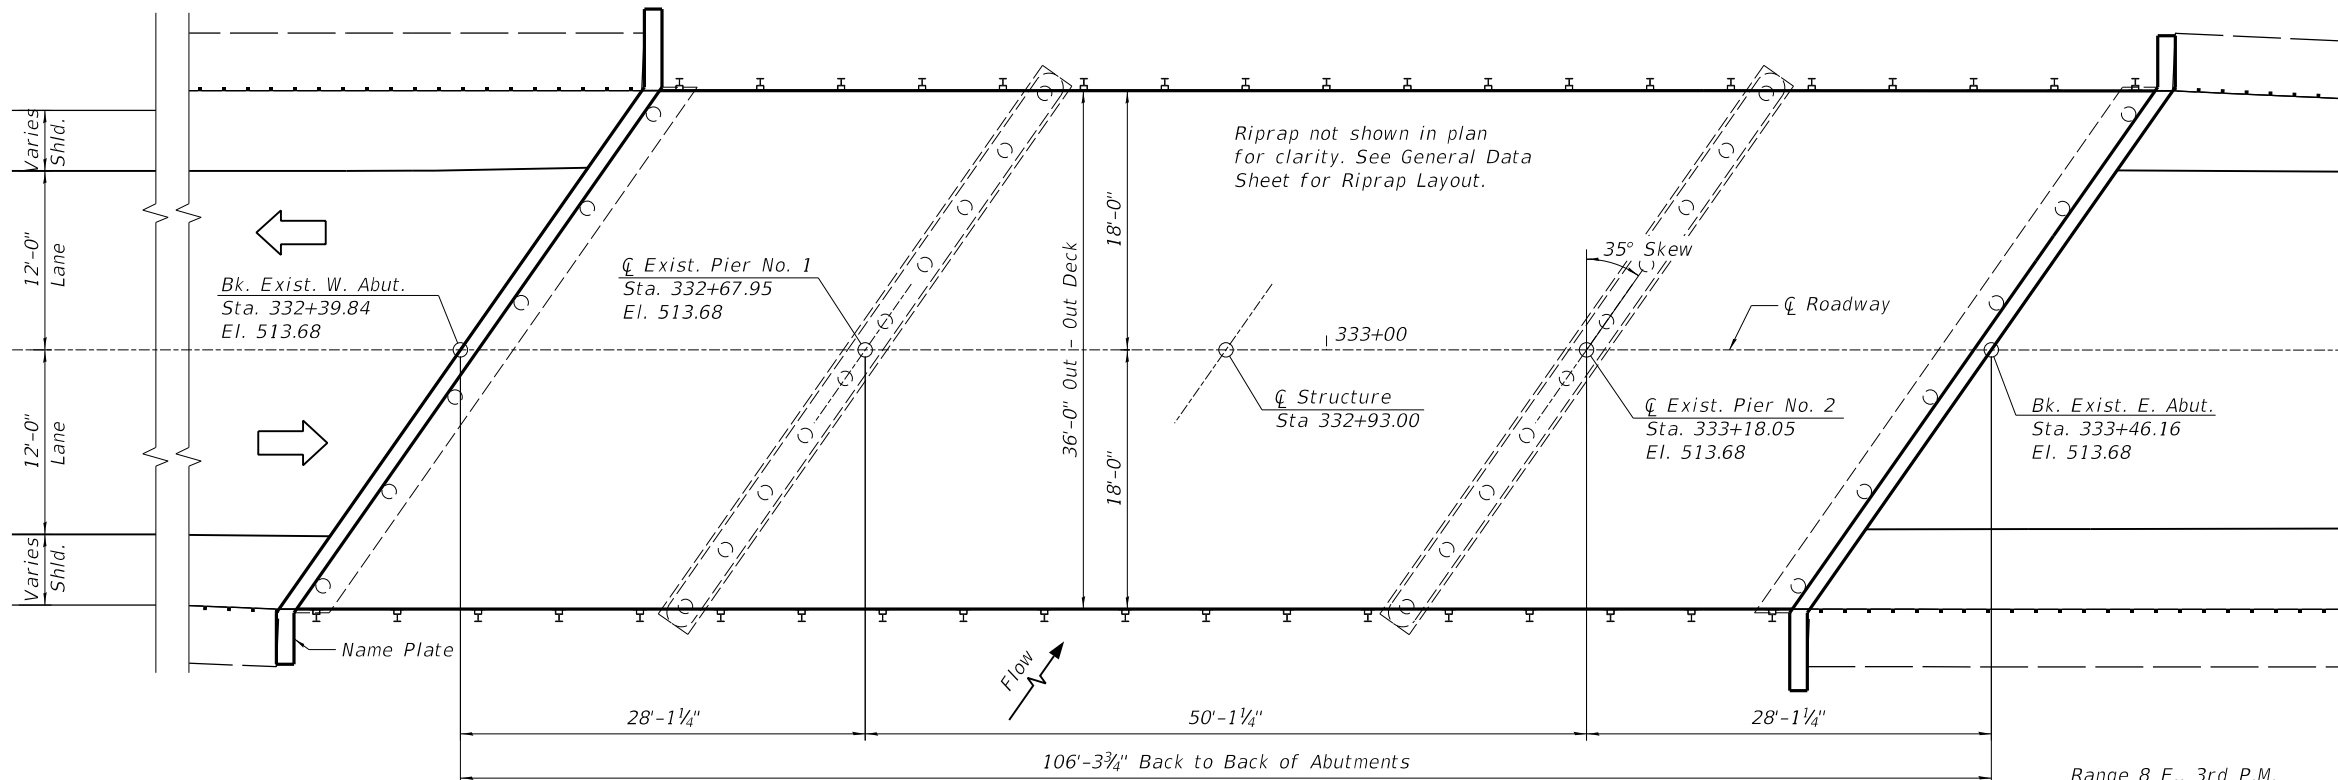 Varies
Shld.
12'-0"
Lane
12'-0"
Lane
Varies
Shld.
Bk. Exist. W. Abut.
Sta. 332+39.84
El. 513.68
℄ Exist. Pier No. 1
Sta. 332+67.95
El. 513.68
Riprap not shown in plan
for clarity. See General Data
Sheet for Riprap Layout.
18'-0"
36'-0" Out - Out Deck
18'-0"
35° Skew
℄ Roadway
333+00
℄ Structure
Sta 332+93.00
℄ Exist. Pier No. 2
Sta. 333+18.05
El. 513.68
Bk. Exist. E. Abut.
Sta. 333+46.16
El. 513.68
Name Plate
Flow
28'-1¼"
50'-1¼"
28'-1¼"
106'-3¾" Back to Back of Abutments
Range 8 E., 3rd P.M.